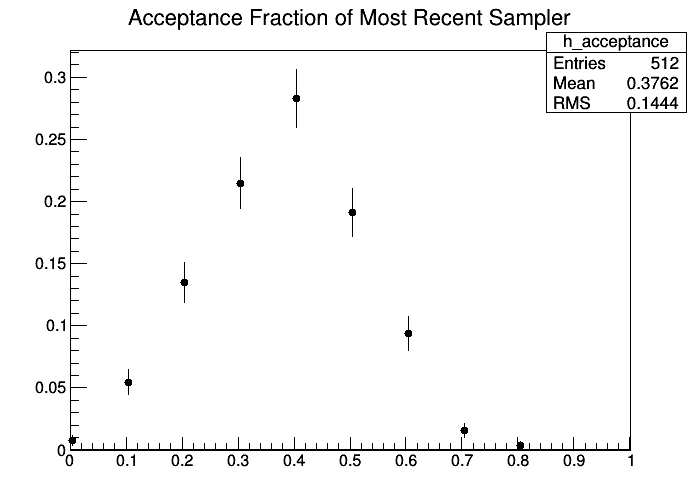 Acceptance Fraction of Most Recent Sampler
h_acceptance
Entries 512
Mean 0.3762
RMS 0.1444
0.3
0.25
0.2
0.15
0.1
0.05
0
0 0.1 0.2 0.3 0.4 0.5 0.6 0.7 0.8 0.9 1